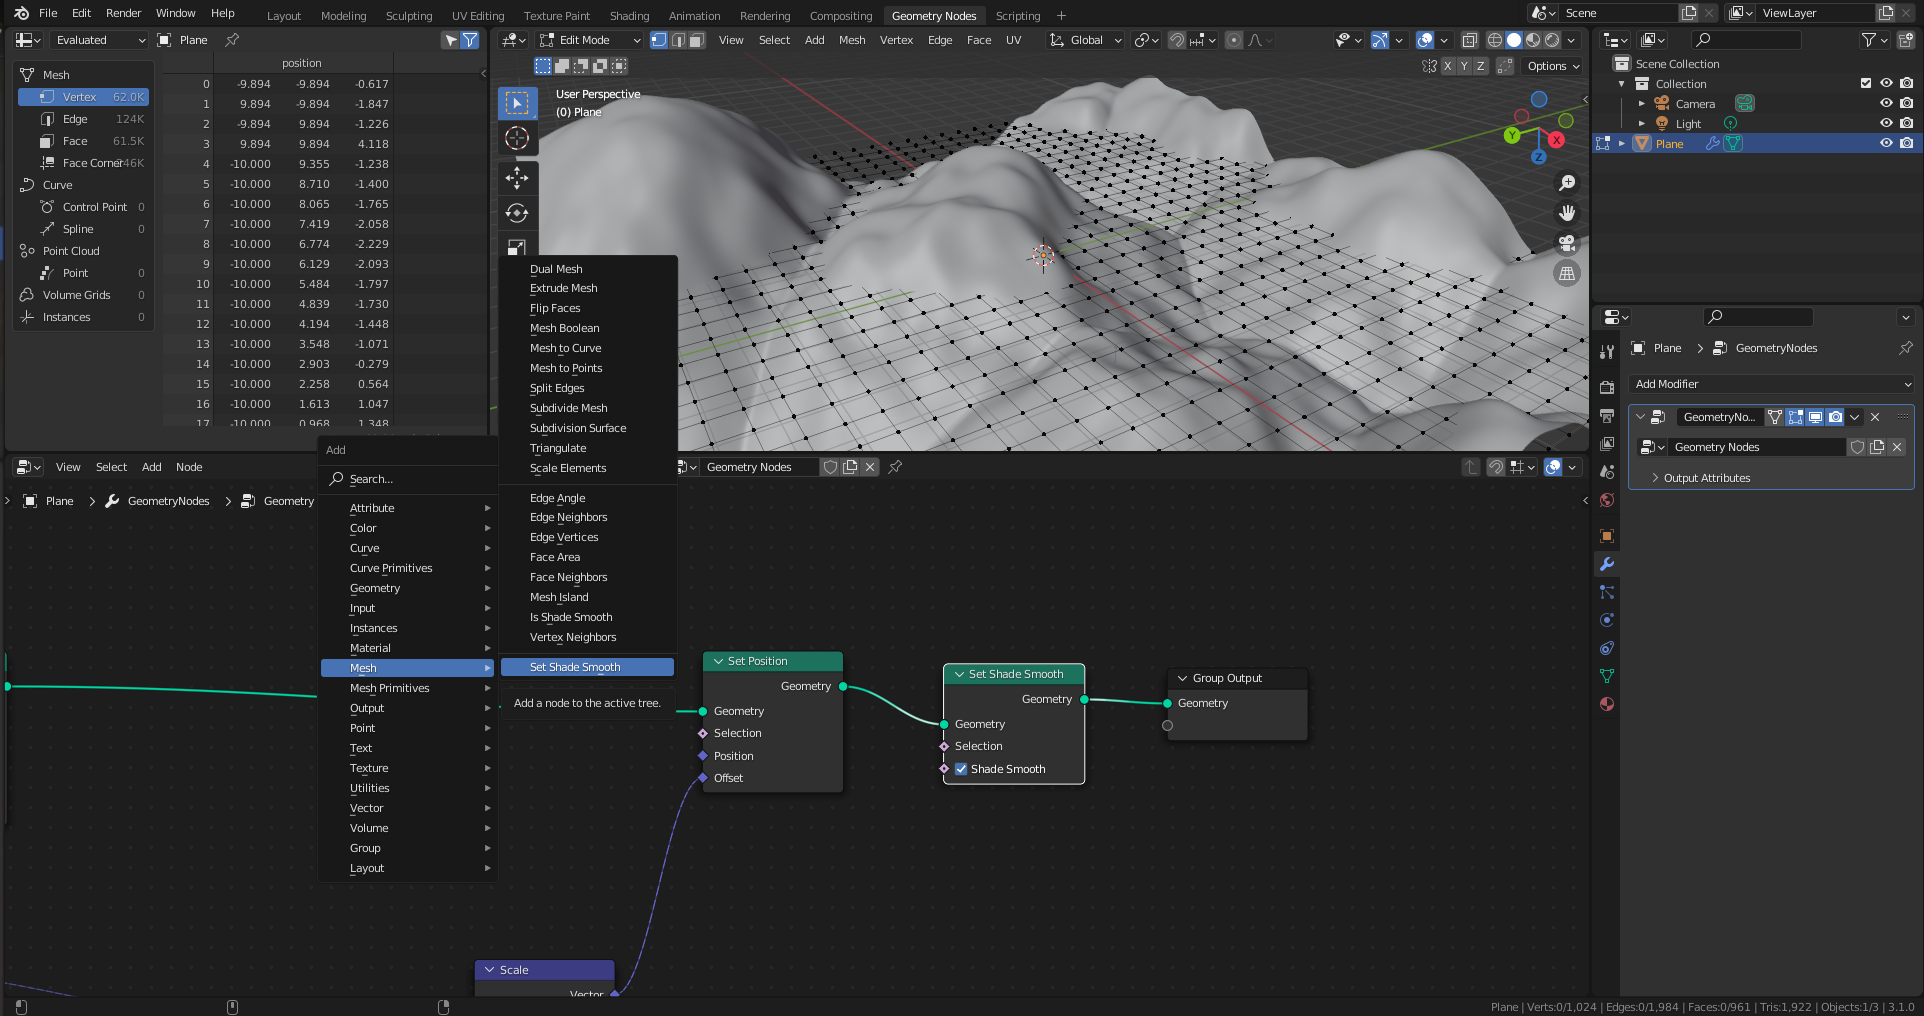 File Edit Render Window Help Layout Modeling Sculpting UV Editing Texture Paint Shading Animation Rendering Compositing Geometry Nodes Scripting + Scene ViewLayer
Evaluated Plane
position
Mesh
Vertex 62.0K
Edge 124K
Face 61.5K
Face Corner 246K
Curve
Control Point 0
Spline 0
Point Cloud
Point 0
Volume Grids 0
Instances 0
0 -9.894 -9.894 -0.617
1 9.894 -9.894 -1.847
2 -9.894 9.894 -1.226
3 9.894 9.894 4.118
4 -10.000 9.355 -1.238
5 -10.000 8.710 -1.400
6 -10.000 8.065 -1.765
7 -10.000 7.419 -2.058
8 -10.000 6.774 -2.229
9 -10.000 6.129 -2.093
10 -10.000 5.484 -1.797
11 -10.000 4.839 -1.730
12 -10.000 4.194 -1.448
13 -10.000 3.548 -1.071
14 -10.000 2.903 -0.279
15 -10.000 2.258 0.564
16 -10.000 1.613 1.047
17 -10.000 0.968 1.348
Edit Mode View Select Add Mesh Vertex Edge Face UV Global
X Y Z Options
User Perspective
(0) Plane
Y X Z
Scene Collection
Collection
Camera
Light
Plane
Plane > GeometryNodes
Add Modifier
GeometryNo...
Geometry Nodes
Output Attributes
View Select Add Node
Geometry Nodes
Plane > GeometryNodes > Geometry
Add
Search...
Attribute
Color
Curve
Curve Primitives
Geometry
Input
Instances
Material
Mesh
Mesh Primitives
Output
Point
Text
Texture
Utilities
Vector
Volume
Group
Layout
Dual Mesh
Extrude Mesh
Flip Faces
Mesh Boolean
Mesh to Curve
Mesh to Points
Split Edges
Subdivide Mesh
Subdivision Surface
Triangulate
Scale Elements
Edge Angle
Edge Neighbors
Edge Vertices
Face Area
Face Neighbors
Mesh Island
Is Shade Smooth
Vertex Neighbors
Set Shade Smooth
Add a node to the active tree.
Set Position
Geometry
Geometry
Selection
Position
Offset
Set Shade Smooth
Geometry
Geometry
Selection
Shade Smooth
Group Output
Geometry
Scale
Vector
Plane | Verts:0/1,024 | Edges:0/1,984 | Faces:0/961 | Tris:1,922 | Objects:1/3 | 3.1.0